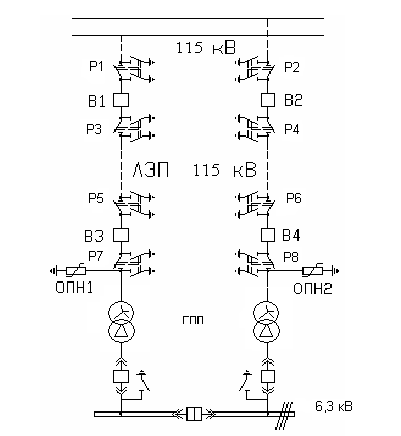 115 кВ
Р1 Р2
В1 В2
Р3 Р4
ЛЭП 115 кВ
Р5 Р6
В3 В4
Р7 Р8
ОПН1 ОПН2
ГПП
6,3 кВ